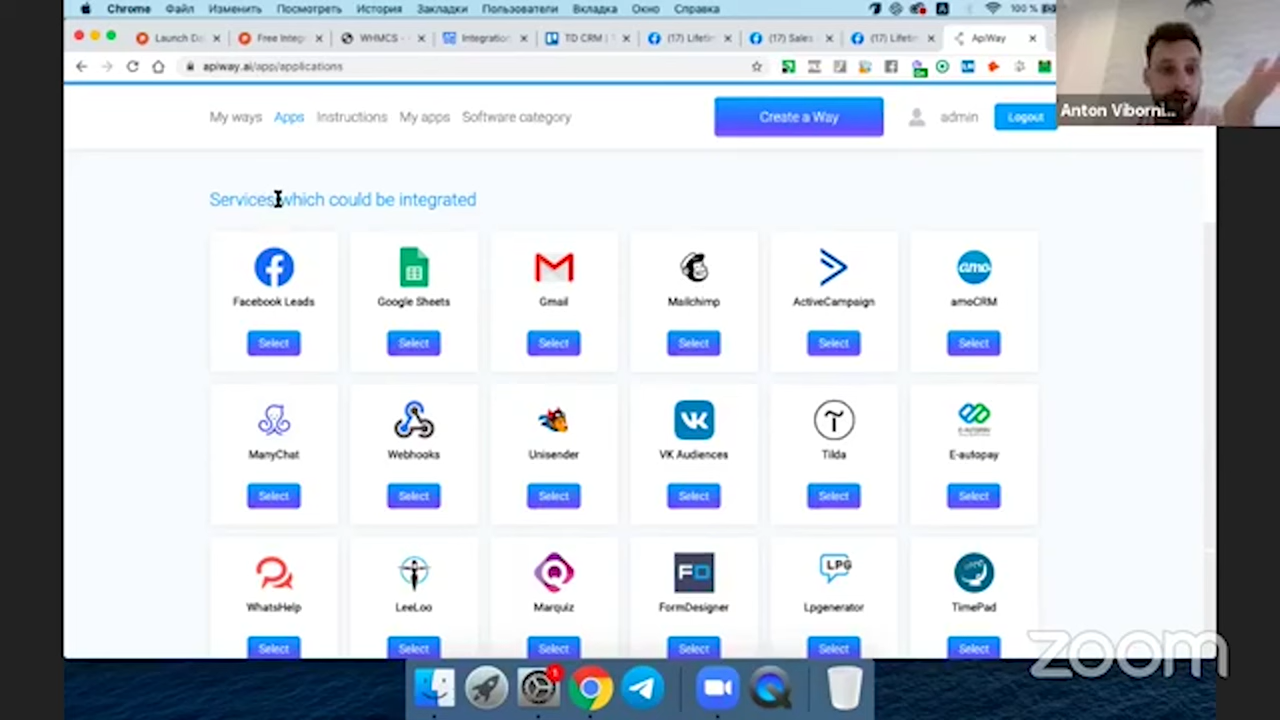 Chrome Файл Изменить Посмотреть История Закладки Пользователи Вкладка Окно Справка 100 %
Launch Da Free Integ WHMCS - Integration TD CRM | (17) Lifetim (17) Sales (17) Lifetim ApiWay
apiway.ai/app/applications
Anton Viborni...
My ways Apps Instructions My apps Software category Create a Way admin Logout
Services which could be integrated
Facebook Leads Google Sheets Gmail Mailchimp ActiveCampaign amoCRM
Select Select Select Select Select Select
ManyChat Webhooks Unisender VK Audiences Tilda E-autopay
Select Select Select Select Select Select
WhatsHelp LeeLoo Marquiz FormDesigner Lpgenerator TimePad
Select Select Select Select Select Select
zoom